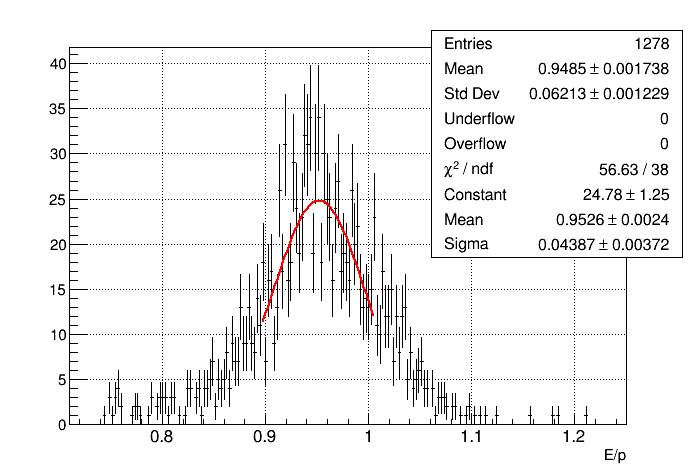 Entries 1278
Mean 0.9485 ± 0.001738
Std Dev 0.06213 ± 0.001229
Underflow 0
Overflow 0
χ² / ndf 56.63 / 38
Constant 24.78 ± 1.25
Mean 0.9526 ± 0.0024
Sigma 0.04387 ± 0.00372
40
35
30
25
20
15
10
5
0
0.8 0.9 1 1.1 1.2
E/p